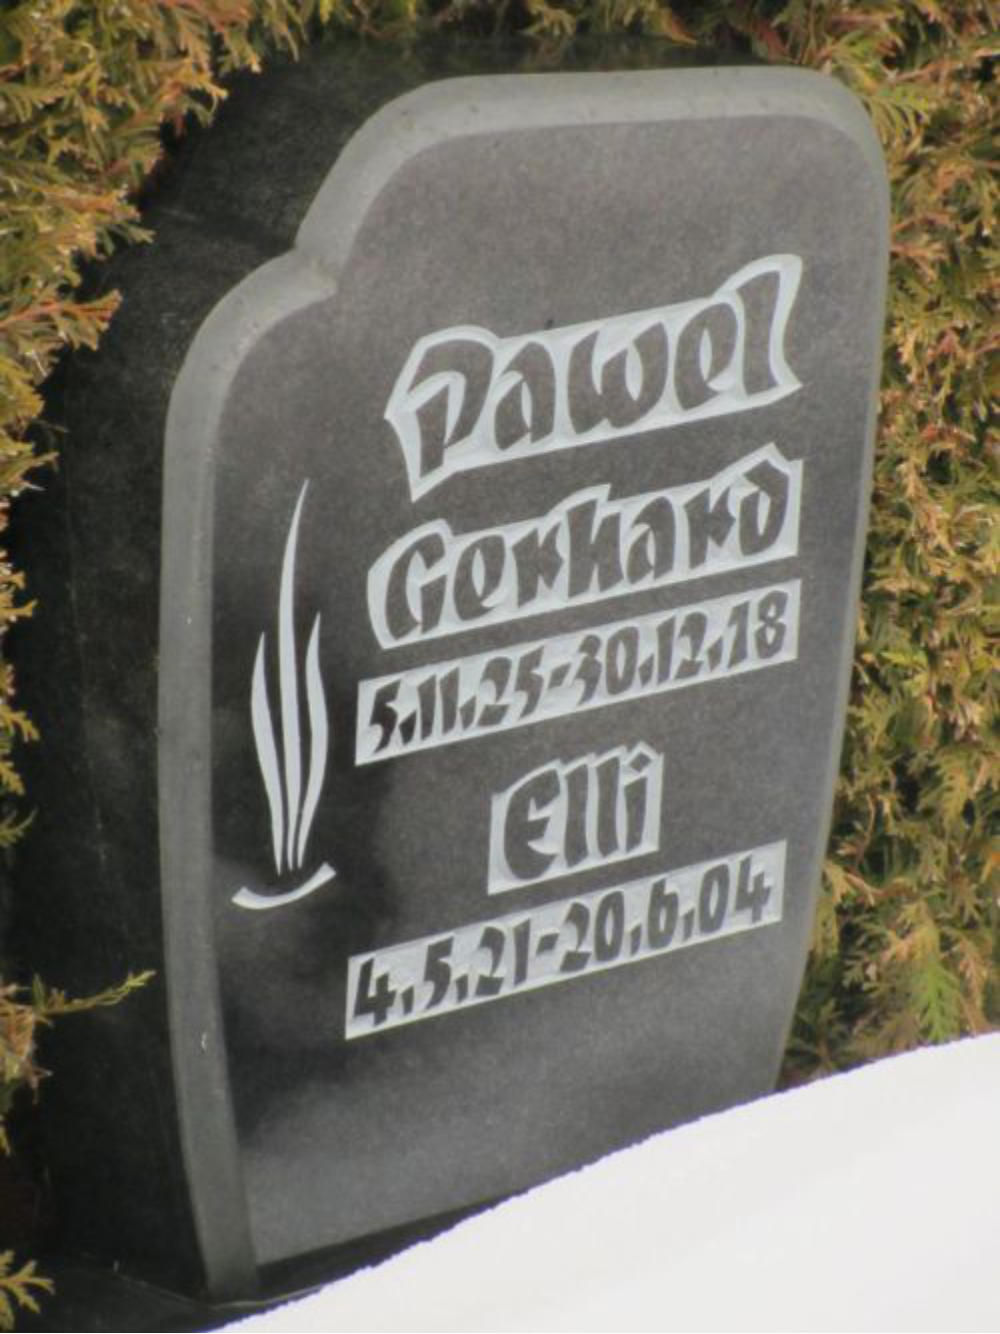 Pawel
Gerhard
5.11.25-30.12.18
Elli
4.5.21-20.6.04